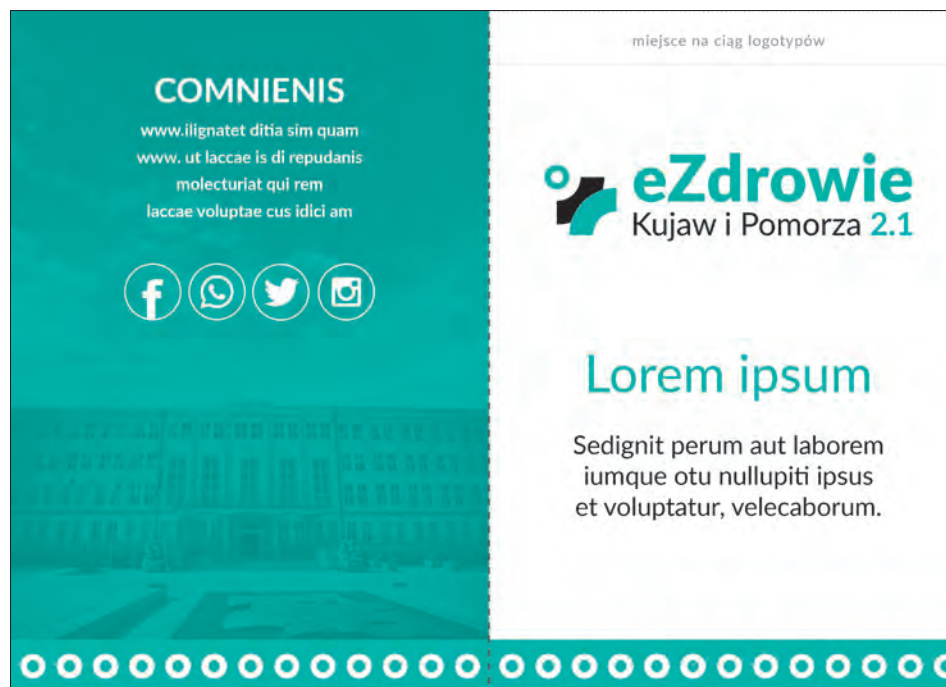 COMNIENIS
www.ilignatet ditia sim quam
www. ut laccae is di repudanis
molecturiat qui rem
laccae voluptae cus idici am
miejsce na ciąg logotypów
eZdrowie
Kujaw i Pomorza 2.1
Lorem ipsum
Sedignit perum aut laborem
iumque otu nullupiti ipsus
et voluptatur, velecaborum.